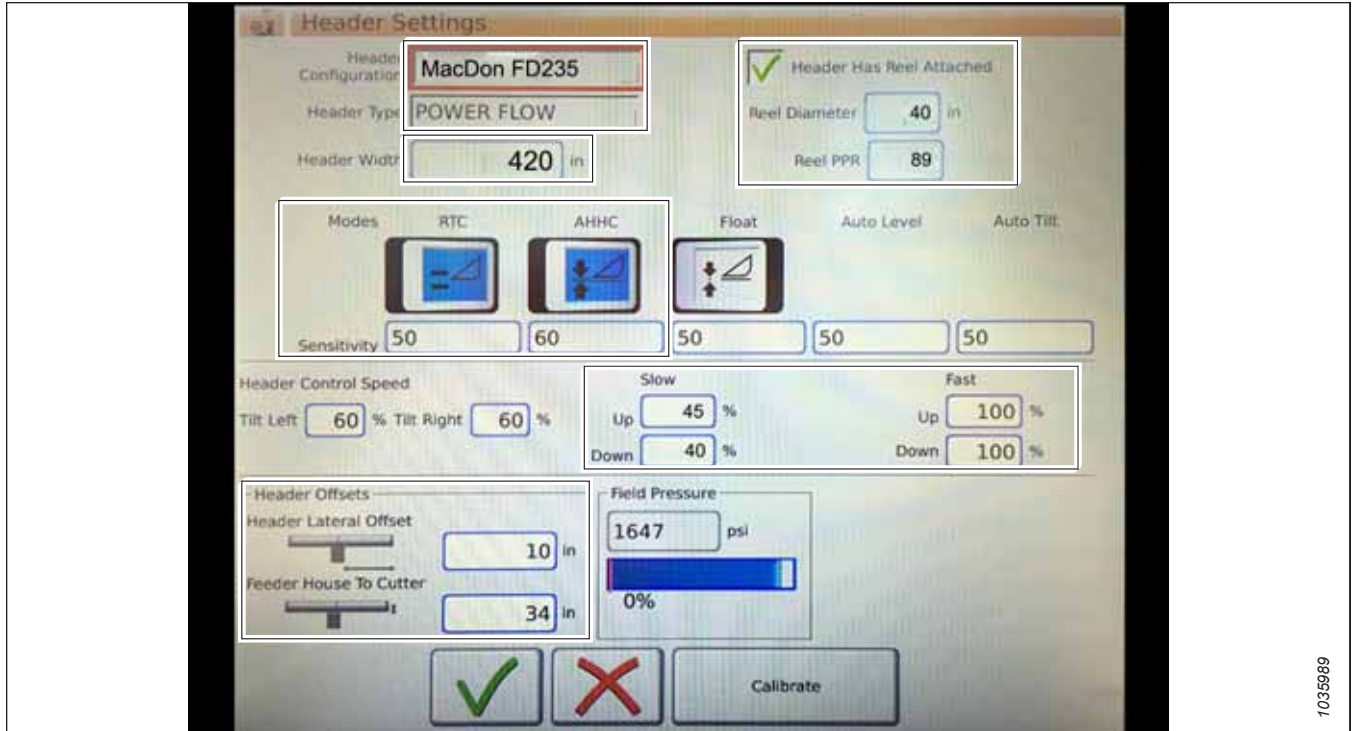 Header Settings
Header Configuration MacDon FD235
Header Type POWER FLOW
Header Width 420 in
Header Has Reel Attached
Reel Diameter 40 in
Reel PPR 89
Modes RTC AHHC Float Auto Level Auto Tilt
Sensitivity 50 60 50 50 50
Header Control Speed
Tilt Left 60 % Tilt Right 60 %
Slow Fast
Up 45 % Up 100 %
Down 40 % Down 100 %
Header Offsets
Header Lateral Offset
10 in
Feeder House To Cutter
34 in
Field Pressure
1647 psi
0%
Calibrate
1035989